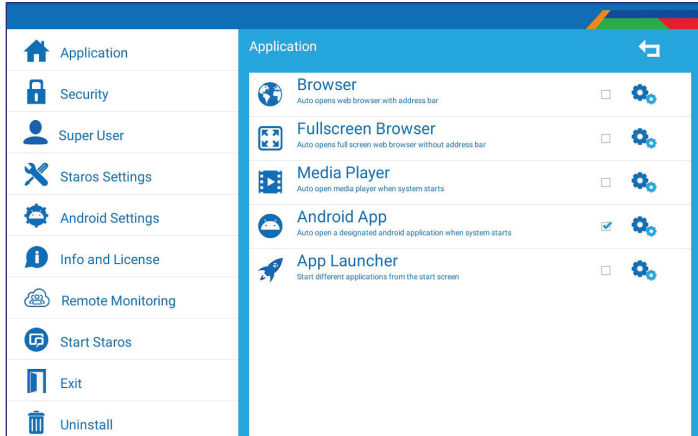 Application
Security
Super User
Staros Settings
Android Settings
Info and License
Remote Monitoring
Start Staros
Exit
Uninstall
Application
Browser
Auto opens web browser with address bar
Fullscreen Browser
Auto opens full screen web browser without address bar
Media Player
Auto open media player when system starts
Android App
Auto open a designated android application when system starts
App Launcher
Start different applications from the start screen